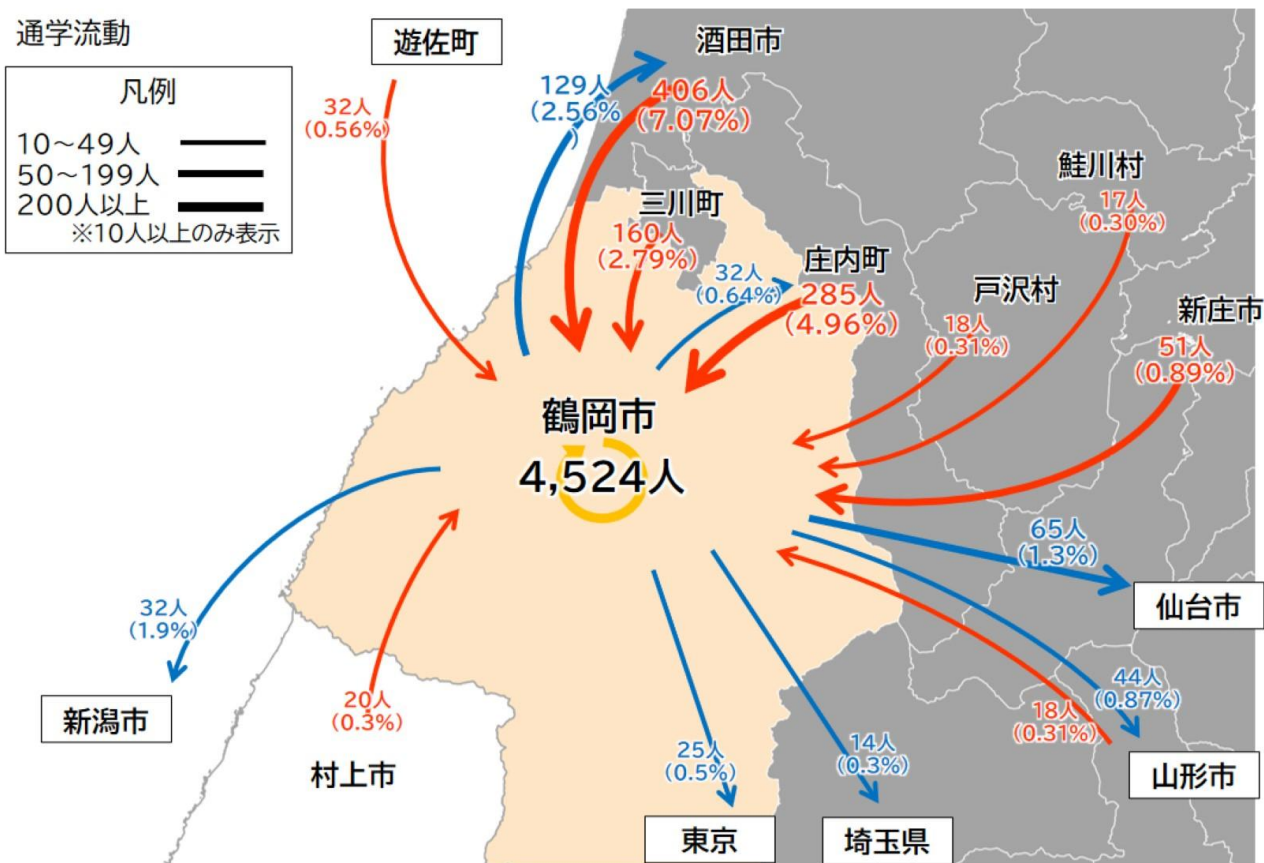 通学流動
凡例
10～49人
50～199人
200人以上
※10人以上のみ表示
遊佐町
32人
(0.56%)
酒田市
129人
(2.56%
)
406人
(7.07%)
三川町
160人
(2.79%)
32人
(0.64%)
庄内町
285人
(4.96%)
鮭川村
17人
(0.30%)
戸沢村
18人
(0.31%)
新庄市
51人
(0.89%)
鶴岡市
4,524人
65人
(1.3%)
仙台市
32人
(1.9%)
新潟市
20人
(0.3%)
村上市
25人
(0.5%)
東京
14人
(0.3%)
埼玉県
44人
(0.87%)
18人
(0.31%)
山形市